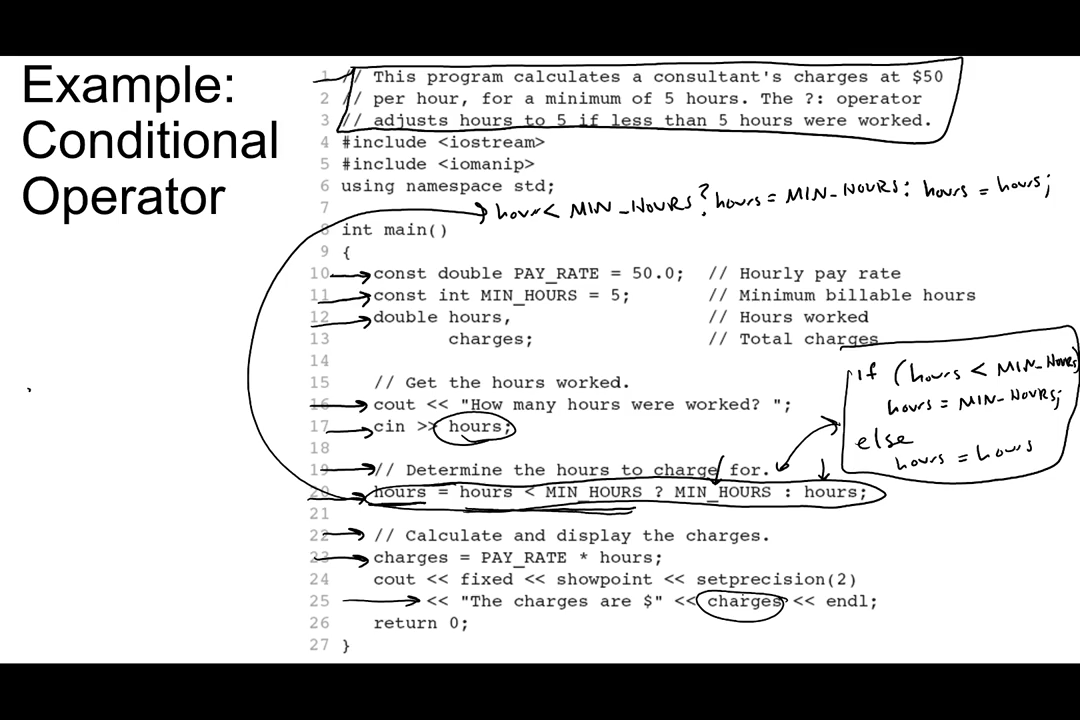 Example:
Conditional
Operator
1 // This program calculates a consultant's charges at $50
2 // per hour, for a minimum of 5 hours. The ?: operator
3 // adjusts hours to 5 if less than 5 hours were worked.
4 #include <iostream>
5 #include <iomanip>
6 using namespace std;
7
hours < MIN_HOURS ? hours = MIN_HOURS : hours = hours;
8 int main()
9 {
10 const double PAY_RATE = 50.0; // Hourly pay rate
11 const int MIN_HOURS = 5; // Minimum billable hours
12 double hours, // Hours worked
13 charges; // Total charges
14
15 // Get the hours worked.
16 cout << "How many hours were worked? ";
17 cin >> hours;
18
19 // Determine the hours to charge for.
20 hours = hours < MIN_HOURS ? MIN_HOURS : hours;
21
22 // Calculate and display the charges.
23 charges = PAY_RATE * hours;
24 cout << fixed << showpoint << setprecision(2)
25 << "The charges are $" << charges << endl;
26 return 0;
27 }
if (hours < MIN_HOURS)
hours = MIN_HOURS;
else
hours = hours